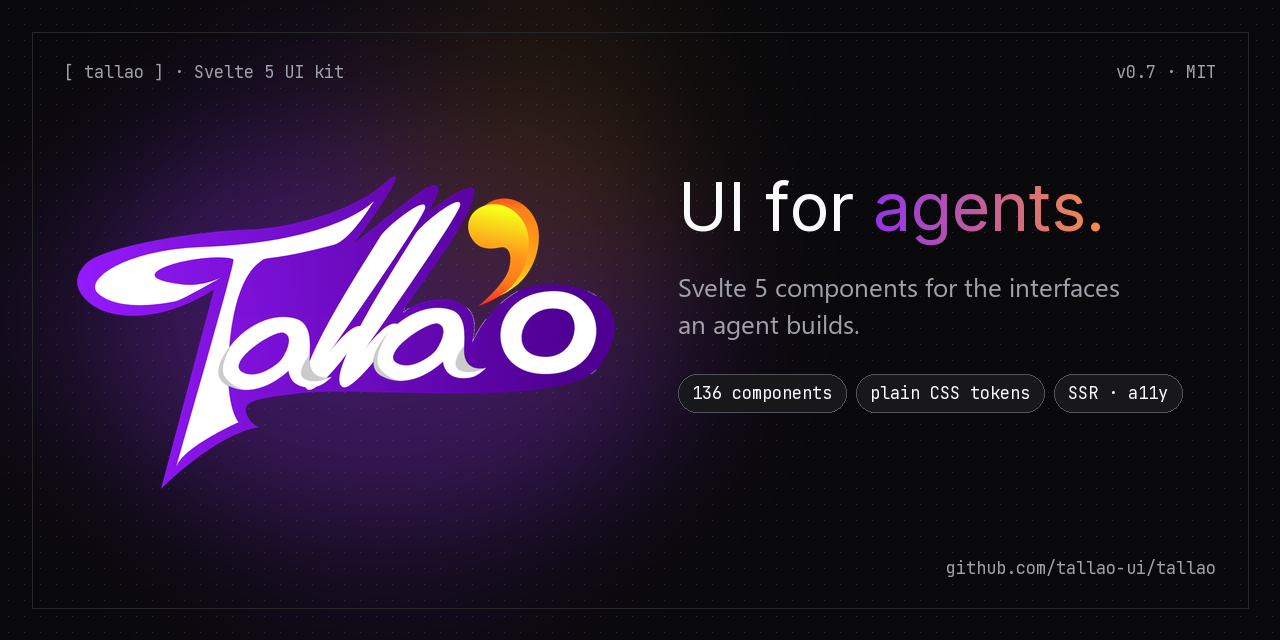 [ tallao ] · Svelte 5 UI kit
v0.7 · MIT
Talla'o
UI for agents.
Svelte 5 components for the interfaces
an agent builds.
136 components
plain CSS tokens
SSR · a11y
github.com/tallao-ui/tallao